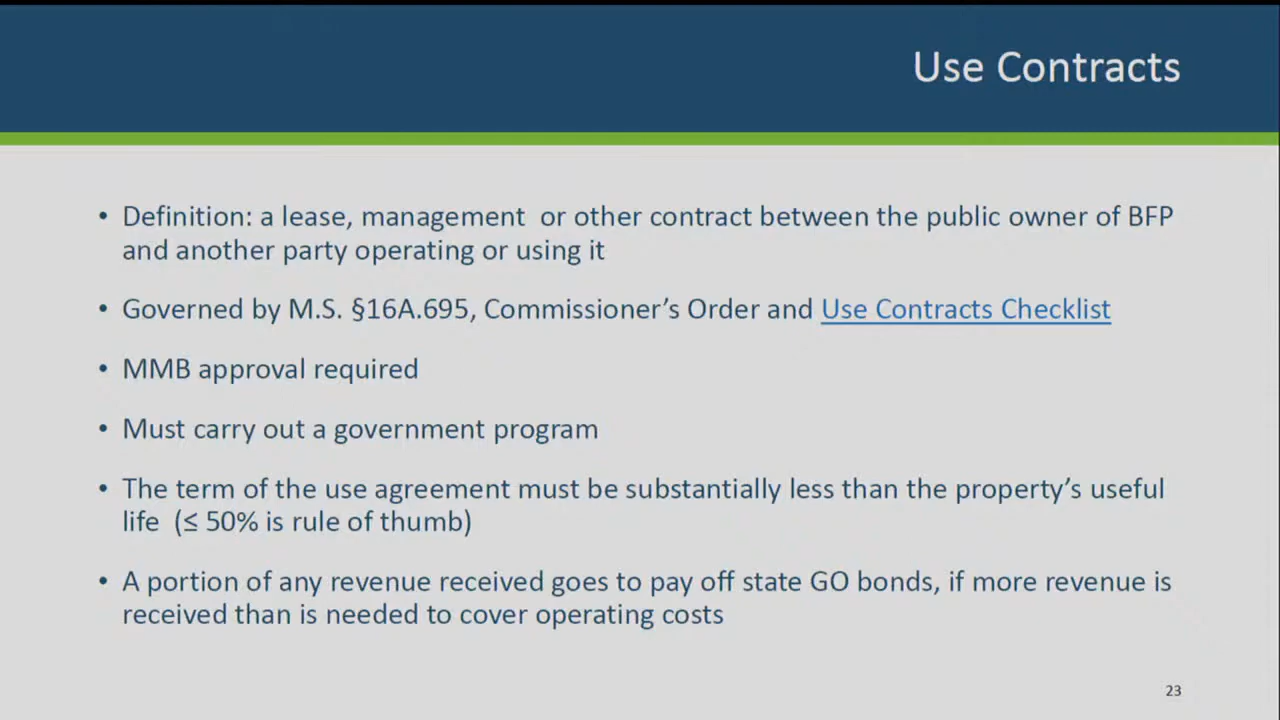 Use Contracts
• Definition: a lease, management  or other contract between the public owner of BFP
and another party operating or using it
• Governed by M.S. §16A.695, Commissioner’s Order and Use Contracts Checklist
• MMB approval required
• Must carry out a government program
• The term of the use agreement must be substantially less than the property’s useful
life  (≤ 50% is rule of thumb)
• A portion of any revenue received goes to pay off state GO bonds, if more revenue is
received than is needed to cover operating costs
23